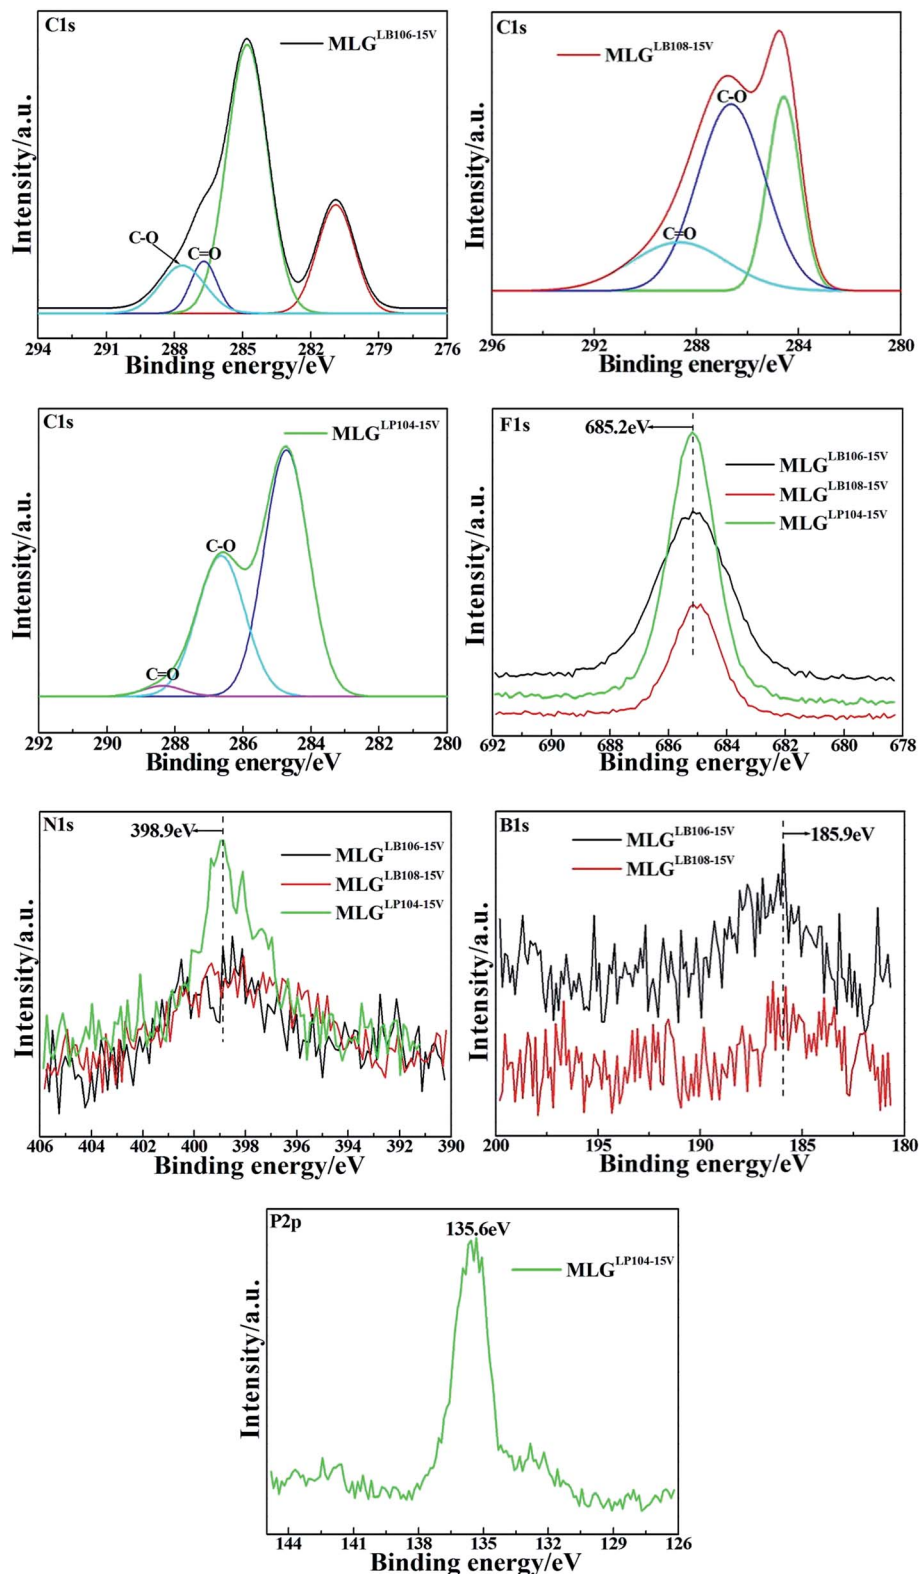 C1s
MLG^LB106-15V
C-O
C=O
Intensity/a.u.
294 291 288 285 282 279 276
Binding energy/eV
C1s
MLG^LB108-15V
C-O
C=O
Intensity/a.u.
296 292 288 284 280
Binding energy/eV
C1s
MLG^LP104-15V
C-O
C=O
Intensity/a.u.
292 290 288 286 284 282 280
Binding energy/eV
F1s
685.2eV
MLG^LB106-15V
MLG^LB108-15V
MLG^LP104-15V
Intensity/a.u.
692 690 688 686 684 682 680 678
Binding energy/eV
N1s
398.9eV
MLG^LB106-15V
MLG^LB108-15V
MLG^LP104-15V
Intensity/a.u.
406 404 402 400 398 396 394 392 390
Binding energy/eV
B1s
MLG^LB106-15V
185.9eV
MLG^LB108-15V
Intensity/a.u.
200 195 190 185 180
Binding energy/eV
P2p
135.6eV
MLG^LP104-15V
Intensity/a.u.
144 141 138 135 132 129 126
Binding energy/eV